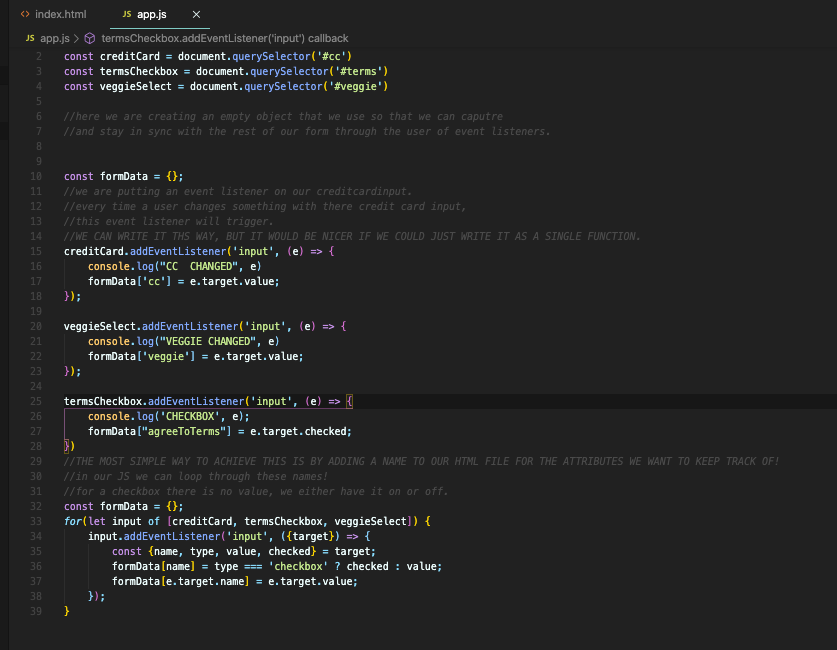 <> index.html JS app.js ×
JS app.js > termsCheckbox.addEventListener('input') callback
2 const creditCard = document.querySelector('#cc')
3 const termsCheckbox = document.querySelector('#terms')
4 const veggieSelect = document.querySelector('#veggie')
5
6 //here we are creating an empty object that we use so that we can caputre
7 //and stay in sync with the rest of our form through the user of event listeners.
8
9
10 const formData = {};
11 //we are putting an event listener on our creditcardinput.
12 //every time a user changes something with there credit card input,
13 //this event listener will trigger.
14 //WE CAN WRITE IT THS WAY, BUT IT WOULD BE NICER IF WE COULD JUST WRITE IT AS A SINGLE FUNCTION.
15 creditCard.addEventListener('input', (e) => {
16 console.log("CC  CHANGED", e)
17 formData['cc'] = e.target.value;
18 });
19
20 veggieSelect.addEventListener('input', (e) => {
21 console.log("VEGGIE CHANGED", e)
22 formData['veggie'] = e.target.value;
23 });
24
25 termsCheckbox.addEventListener('input', (e) => {
26 console.log('CHECKBOX', e);
27 formData["agreeToTerms"] = e.target.checked;
28 })
29 //THE MOST SIMPLE WAY TO ACHIEVE THIS IS BY ADDING A NAME TO OUR HTML FILE FOR THE ATTRIBUTES WE WANT TO KEEP TRACK OF!
30 //in our JS we can loop through these names!
31 //for a checkbox there is no value, we either have it on or off.
32 const formData = {};
33 for(let input of [creditCard, termsCheckbox, veggieSelect]) {
34 input.addEventListener('input', ({target}) => {
35 const {name, type, value, checked} = target;
36 formData[name] = type === 'checkbox' ? checked : value;
37 formData[e.target.name] = e.target.value;
38 });
39 }